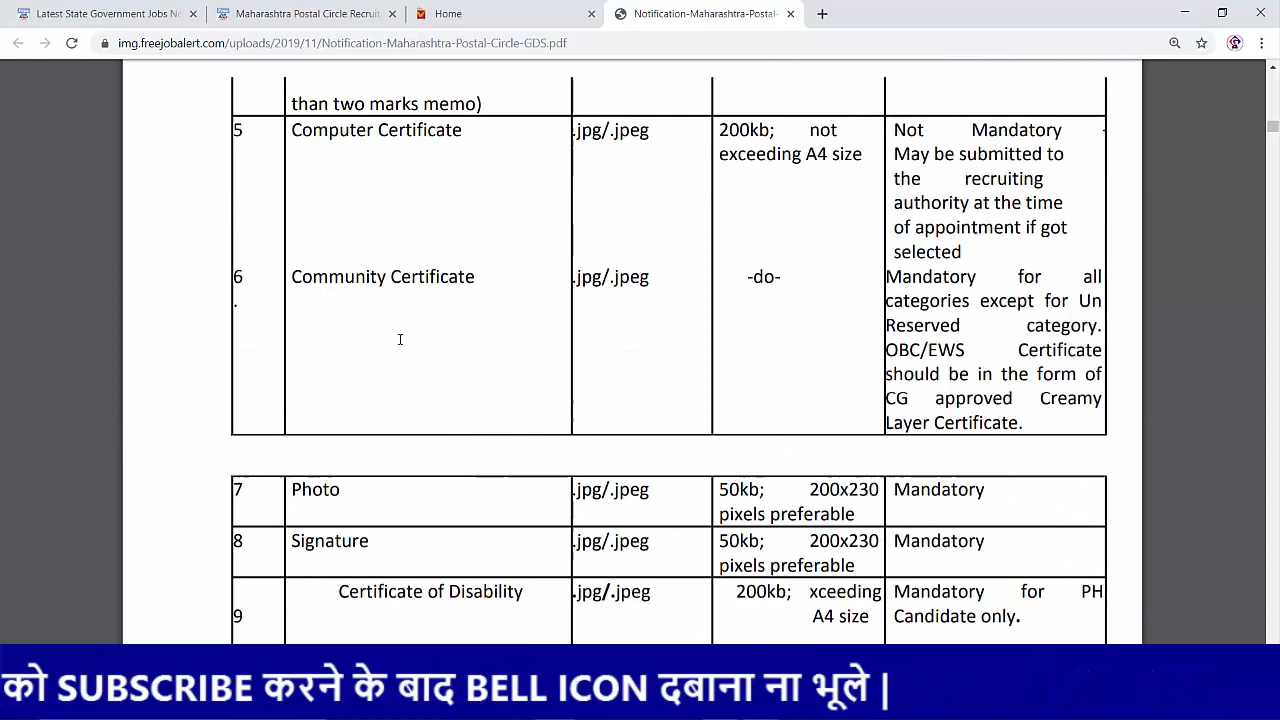 Latest State Government Jobs No
Maharashtra Postal Circle Recruit
Home
Notification-Maharashtra-Postal-
img.freejobalert.com/uploads/2019/11/Notification-Maharashtra-Postal-Circle-GDS.pdf
than two marks memo)
5 Computer Certificate .jpg/.jpeg 200kb; not Not Mandatory -
exceeding A4 size May be submitted to
the recruiting
authority at the time
of appointment if got
selected
6 Community Certificate .jpg/.jpeg -do- Mandatory for all
. categories except for Un
Reserved category.
OBC/EWS Certificate
should be in the form of
CG approved Creamy
Layer Certificate.
7 Photo .jpg/.jpeg 50kb; 200x230 Mandatory
pixels preferable
8 Signature .jpg/.jpeg 50kb; 200x230 Mandatory
pixels preferable
Certificate of Disability .jpg/.jpeg 200kb; xceeding Mandatory for PH
9 A4 size Candidate only.
को SUBSCRIBE करने के बाद BELL ICON दबाना ना भूले |